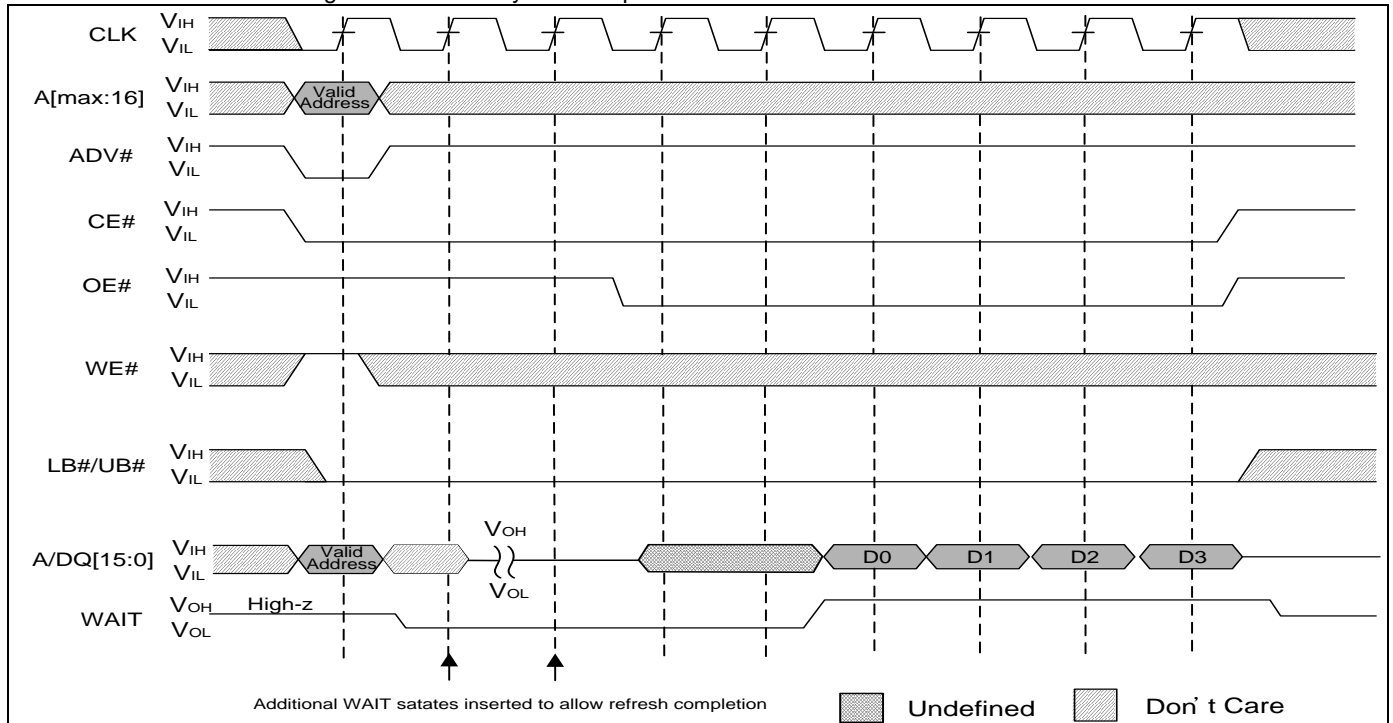 CLK VIH
VIL
A[max:16] VIH
VIL
Valid
Address
ADV# VIH
VIL
CE# VIH
VIL
OE# VIH
VIL
WE# VIH
VIL
LB#/UB# VIH
VIL
A/DQ[15:0] VIH
VIL
Valid
Address
VOH
VOL
D0 D1 D2 D3
WAIT VOH High-z
VOL
Additional WAIT satates inserted to allow refresh completion
Undefined Don't Care